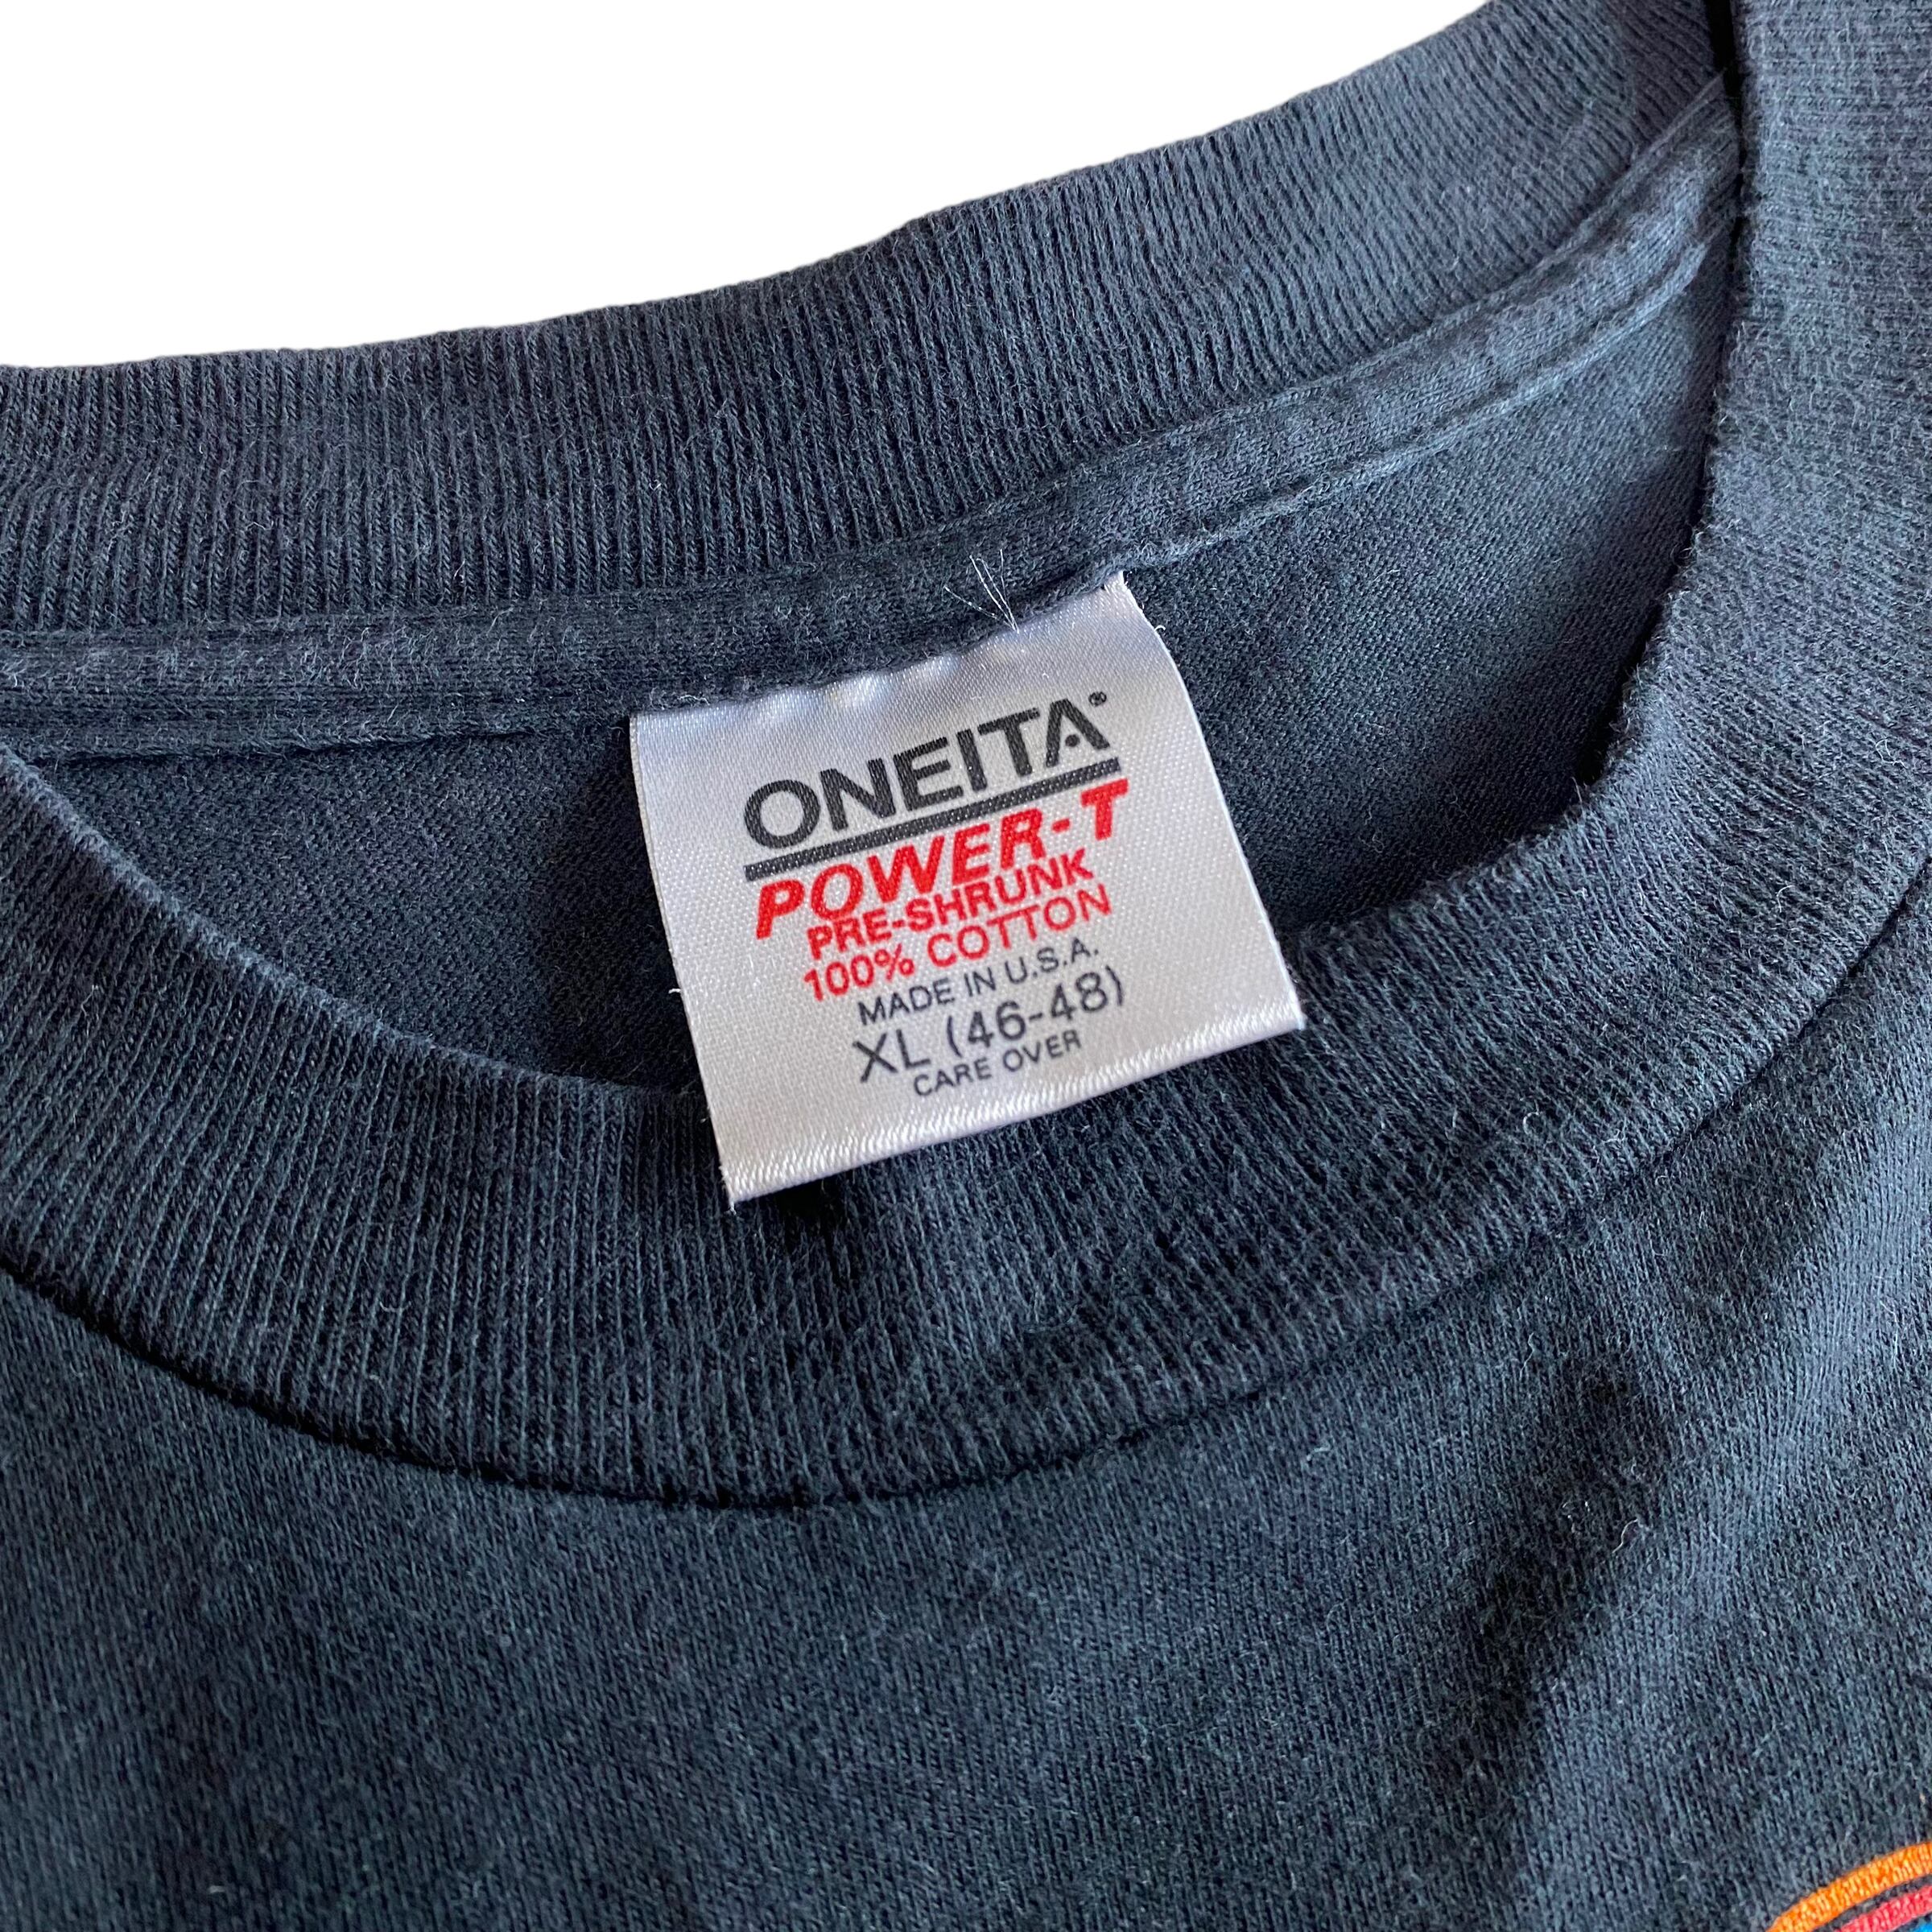 ONEITA®
POWER-T
PRE-SHRUNK
100% COTTON
MADE IN U.S.A.
XL (46-48)
CARE OVER